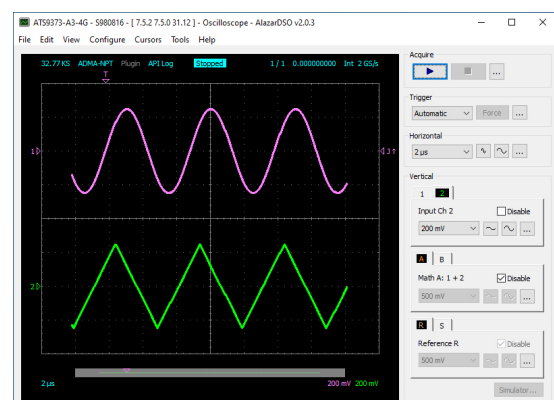 ATS9373-A3-4G - S980816 - [ 7.5.2 7.5.0 31.12 ] - Oscilloscope - AlazarDSO v2.0.3
File Edit View Configure Cursors Tools Help
32.77 KS ADMA-NPT Plugin API Log Stopped 1 / 1 0.000000000 Int 2 GS/s
T
1
J
2
2 µs 200 mV 200 mV
Acquire
...
Trigger
Automatic Force ...
Horizontal
2 µs ...
Vertical
1 2
Input Ch 2 Disable
200 mV ...
A B
Math A: 1 + 2 Disable
500 mV ...
R S
Reference R Disable
500 mV ...
Simulator...